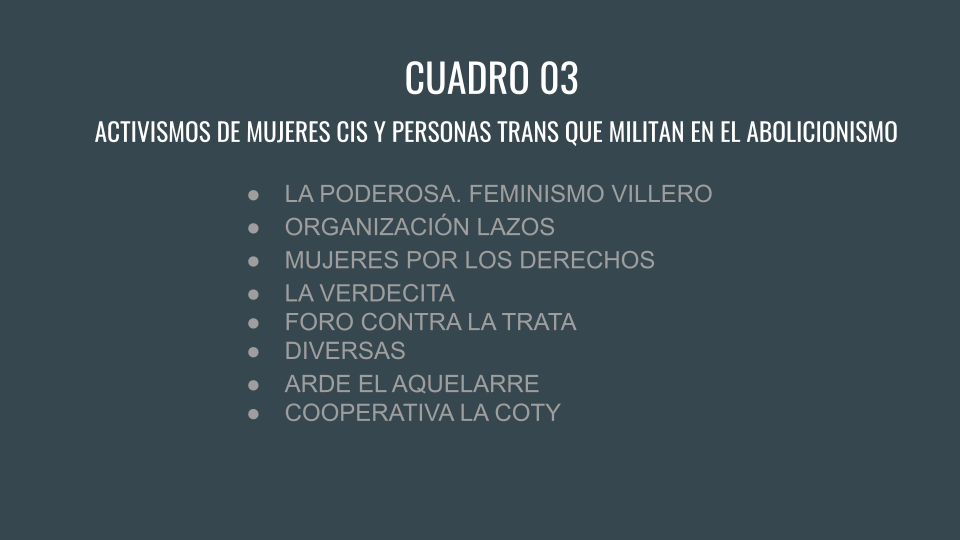 CUADRO 03
ACTIVISMOS DE MUJERES CIS Y PERSONAS TRANS QUE MILITAN EN EL ABOLICIONISMO
● LA PODEROSA. FEMINISMO VILLERO
● ORGANIZACIÓN LAZOS
● MUJERES POR LOS DERECHOS
● LA VERDECITA
● FORO CONTRA LA TRATA
● DIVERSAS
● ARDE EL AQUELARRE
● COOPERATIVA LA COTY